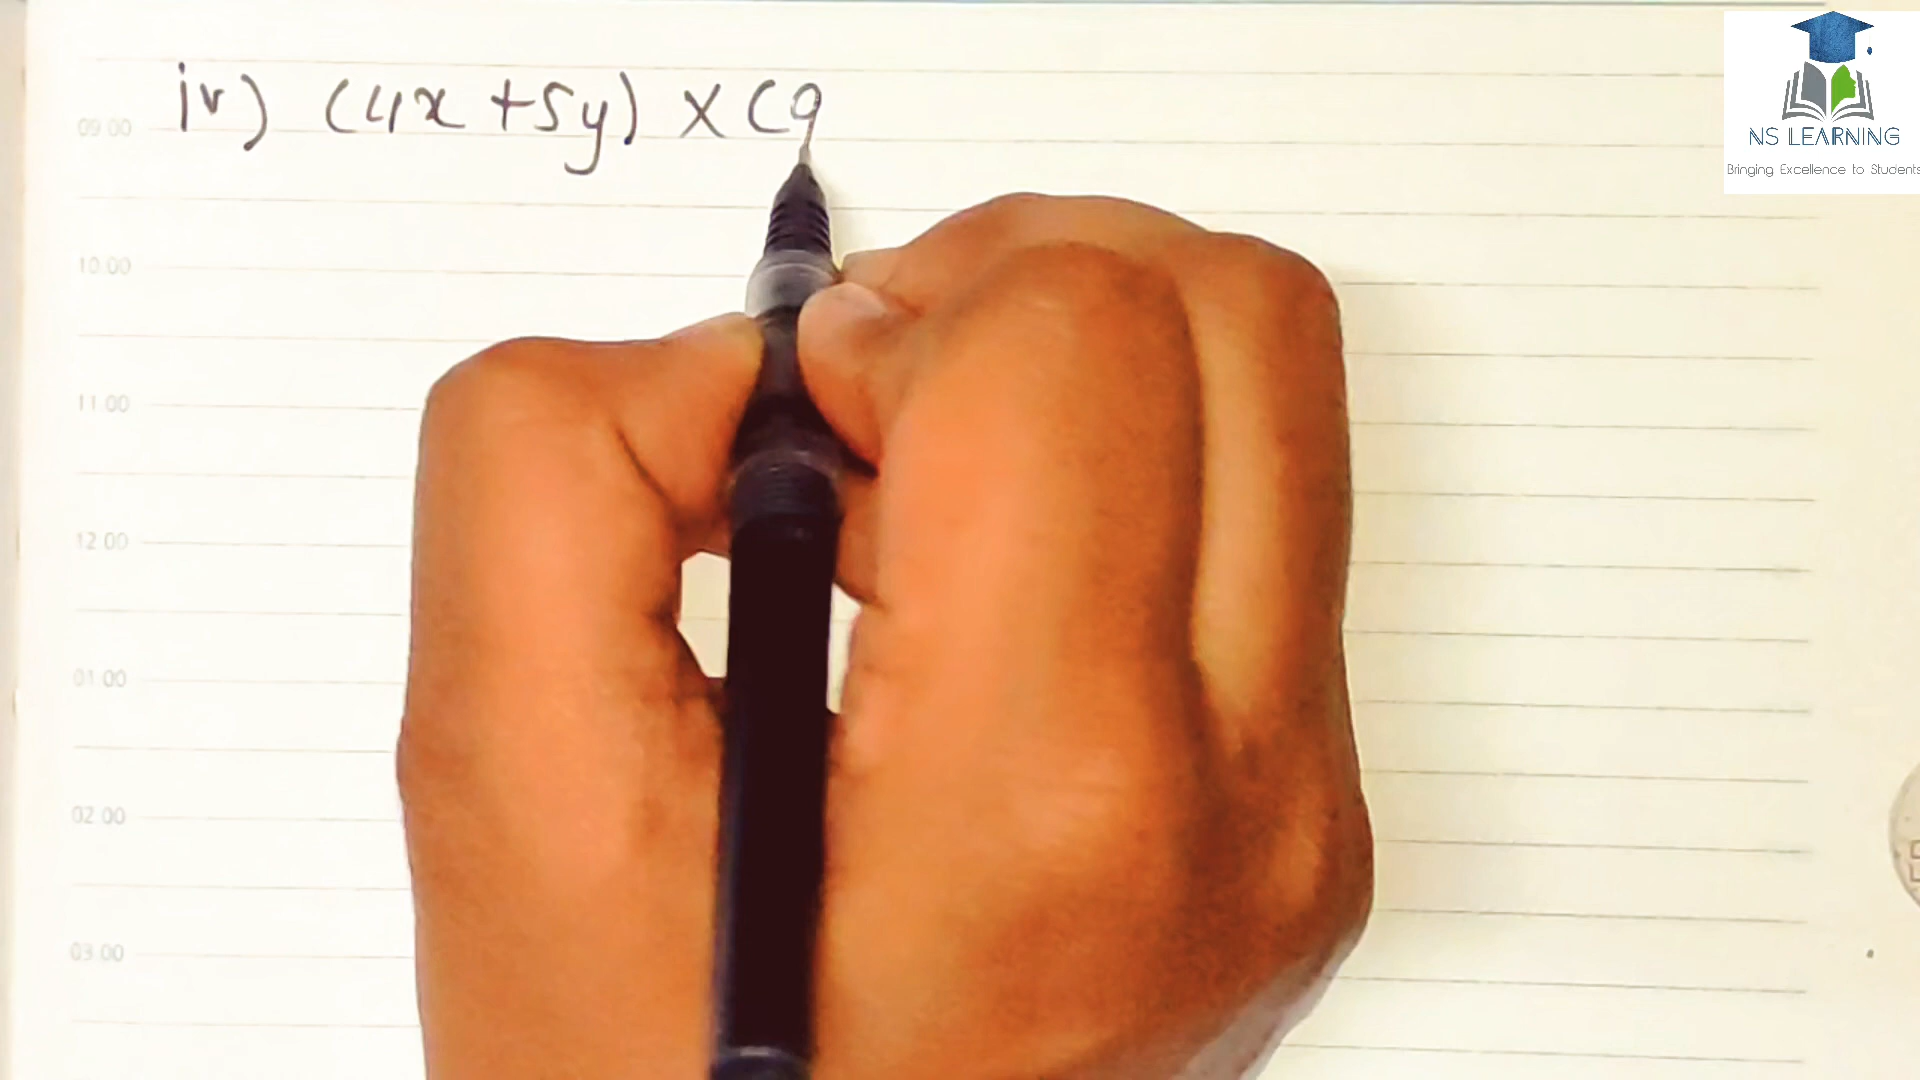 iv) (4x + 5y) × (9
NS LEARNING
Bringing Excellence to Students
09 00
10 00
11 00
12 00
01 00
02 00
03 00